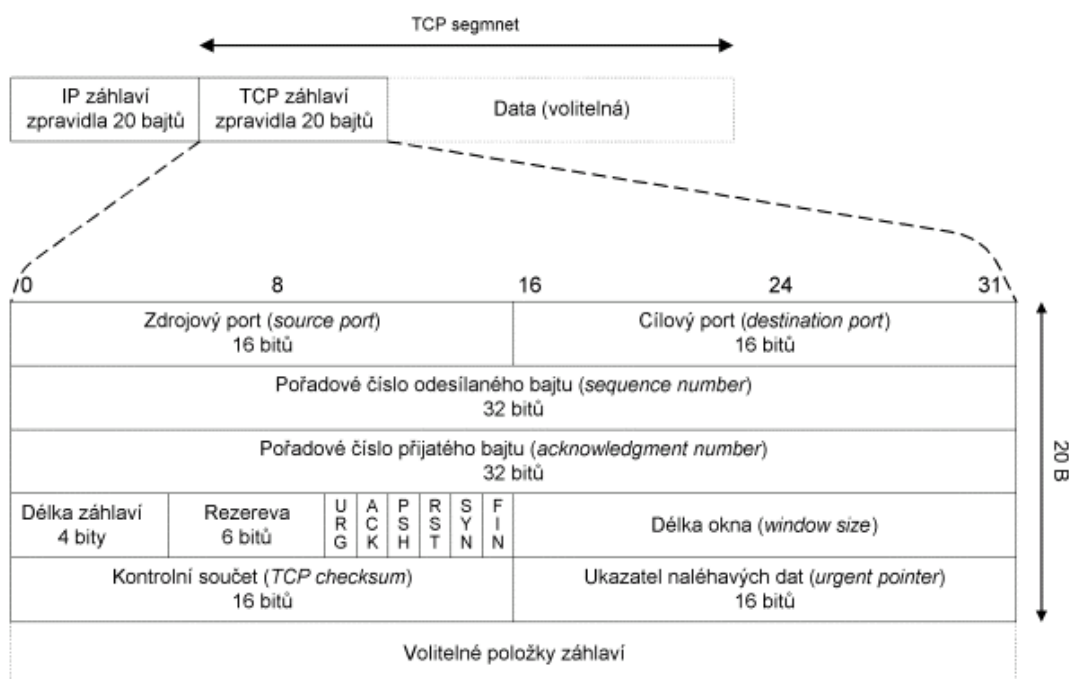 TCP segmnet
IP záhlaví
zpravidla 20 bajtů
TCP záhlaví
zpravidla 20 bajtů
Data (volitelná)
0 8 16 24 31
Zdrojový port (source port)
16 bitů
Cílový port (destination port)
16 bitů
Pořadové číslo odesílaného bajtu (sequence number)
32 bitů
Pořadové číslo přijatého bajtu (acknowledgment number)
32 bitů
20 B
Délka záhlaví
4 bity
Rezereva
6 bitů
URG
ACK
PSH
RST
SYN
FIN
Délka okna (window size)
Kontrolní součet (TCP checksum)
16 bitů
Ukazatel naléhavých dat (urgent pointer)
16 bitů
Volitelné položky záhlaví